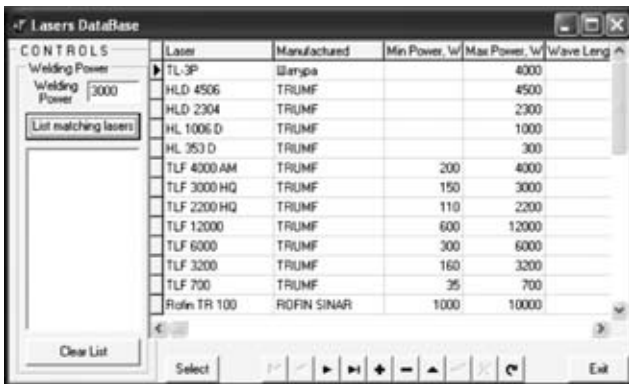 Lasers DataBase
CONTROLS
Welding Power
Welding Power 3000
List matching lasers
Clear List
Laser Manufactured Min Power, W Max Power, W Wave Leng
TL-3P Шатура 4000
HLD 4506 TRUMF 4500
HLD 2304 TRUMF 2300
HL 1006 D TRUMF 1000
HL 353 D TRUMF 300
TLF 4000 AM TRUMF 200 4000
TLF 3000 HQ TRUMF 150 3000
TLF 2200 HQ TRUMF 110 2200
TLF 12000 TRUMF 600 12000
TLF 6000 TRUMF 300 6000
TLF 3200 TRUMF 160 3200
TLF 700 TRUMF 35 700
Rofin TR 100 ROFIN SINAR 1000 10000
Select Exit